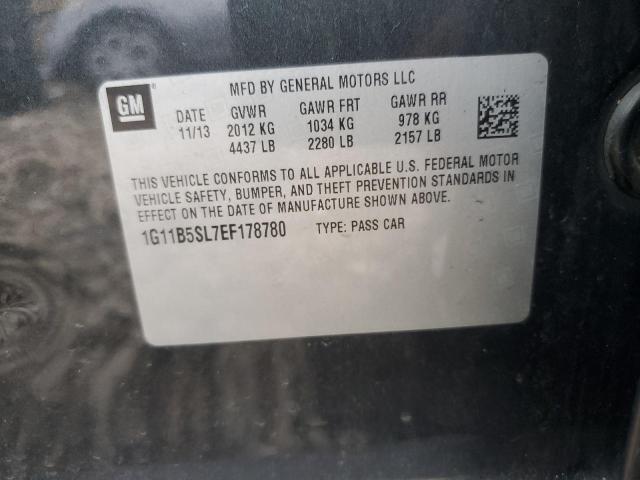 GM
MFD BY GENERAL MOTORS LLC
DATE GVWR GAWR FRT GAWR RR
11/13 2012 KG 1034 KG 978 KG
4437 LB 2280 LB 2157 LB
THIS VEHICLE CONFORMS TO ALL APPLICABLE U.S. FEDERAL MOTOR
VEHICLE SAFETY, BUMPER, AND THEFT PREVENTION STANDARDS IN
EFFECT ON THE DATE OF MANUFACTURE SHOWN ABOVE.
1G11B5SL7EF178780 TYPE: PASS CAR